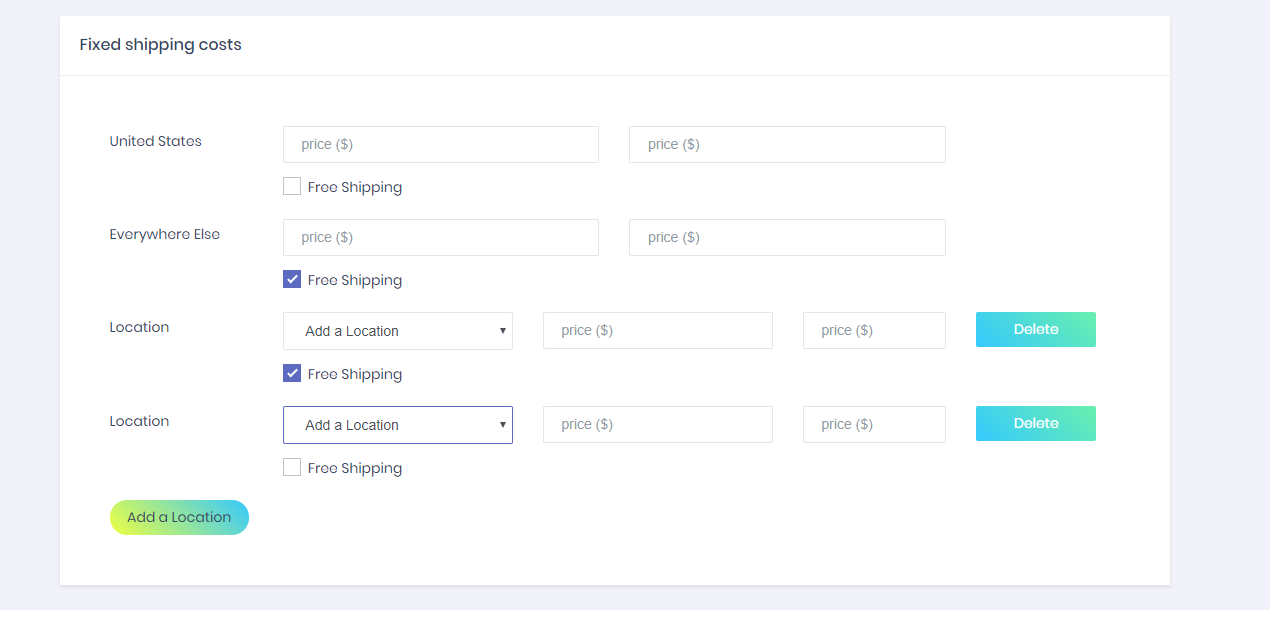 Fixed shipping costs
United States price ($) price ($)
Free Shipping
Everywhere Else price ($) price ($)
Free Shipping
Location Add a Location price ($) price ($) Delete
Free Shipping
Location Add a Location price ($) price ($) Delete
Free Shipping
Add a Location